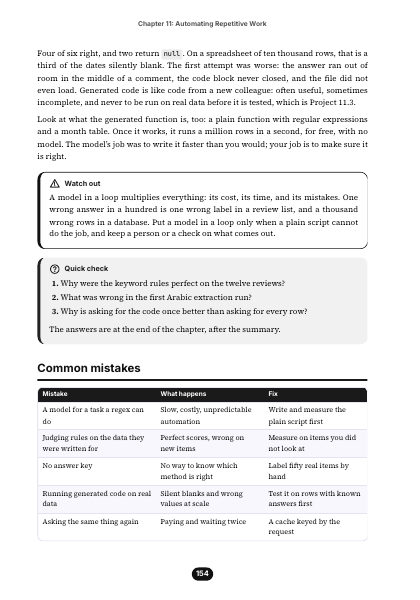 Chapter 11: Automating Repetitive Work
Four of six right, and two return null. On a spreadsheet of ten thousand rows, that is a
third of the dates silently blank. The first attempt was worse: the answer ran out of
room in the middle of a comment, the code block never closed, and the file did not
even load. Generated code is like code from a new colleague: often useful, sometimes
incomplete, and never to be run on real data before it is tested, which is Project 11.3.
Look at what the generated function is, too: a plain function with regular expressions
and a month table. Once it works, it runs a million rows in a second, for free, with no
model. The model's job was to write it faster than you would; your job is to make sure it
is right.
Watch out
A model in a loop multiplies everything: its cost, its time, and its mistakes. One
wrong answer in a hundred is one wrong label in a review list, and a thousand
wrong rows in a database. Put a model in a loop only when a plain script cannot
do the job, and keep a person or a check on what comes out.
Quick check
1. Why were the keyword rules perfect on the twelve reviews?
2. What was wrong in the first Arabic extraction run?
3. Why is asking for the code once better than asking for every row?
The answers are at the end of the chapter, after the summary.
Common mistakes
Mistake What happens Fix
A model for a task a regex can Slow, costly, unpredictable Write and measure the
do automation plain script first
Judging rules on the data they Perfect scores, wrong on Measure on items you did
were written for new items not look at
No answer key No way to know which Label fifty real items by
method is right hand
Running generated code on real Silent blanks and wrong Test it on rows with known
data values at scale answers first
Asking the same thing again Paying and waiting twice A cache keyed by the
request
154